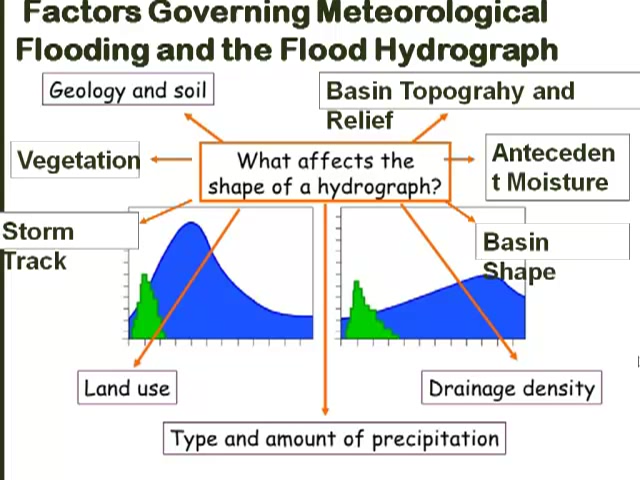 Factors Governing Meteorological
Flooding and the Flood Hydrograph
Geology and soil
Basin Topograhy and
Relief
Vegetation
What affects the
shape of a hydrograph?
Anteceden
t Moisture
Storm
Track
Basin
Shape
Land use
Drainage density
Type and amount of precipitation